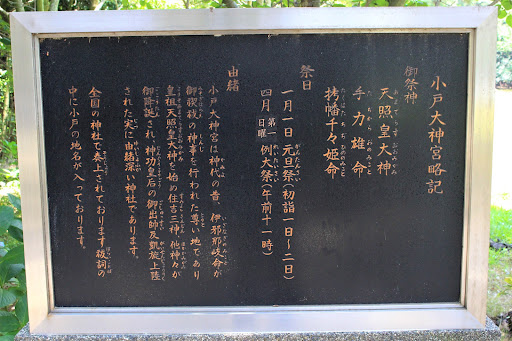 小戸大神宮略記
御祭神
天照皇大神
手力雄命
栲幡千々姫命
祭日
一月一日 元旦祭(初詣一日~二日)
四月 第一日曜 例大祭(午前十一時)
由緒
小戸大神宮は神代の昔、伊邪那岐命が
御禊祓の神事を行われた尊い地であり
皇祖天照皇大神を始め住吉三神、他神々が
御降誕され神功皇后の御出師及凱旋上陸
された実に由緒深い神社であります。
全国の神社で奏上されております祓詞の
中に小戸の地名が入っております。